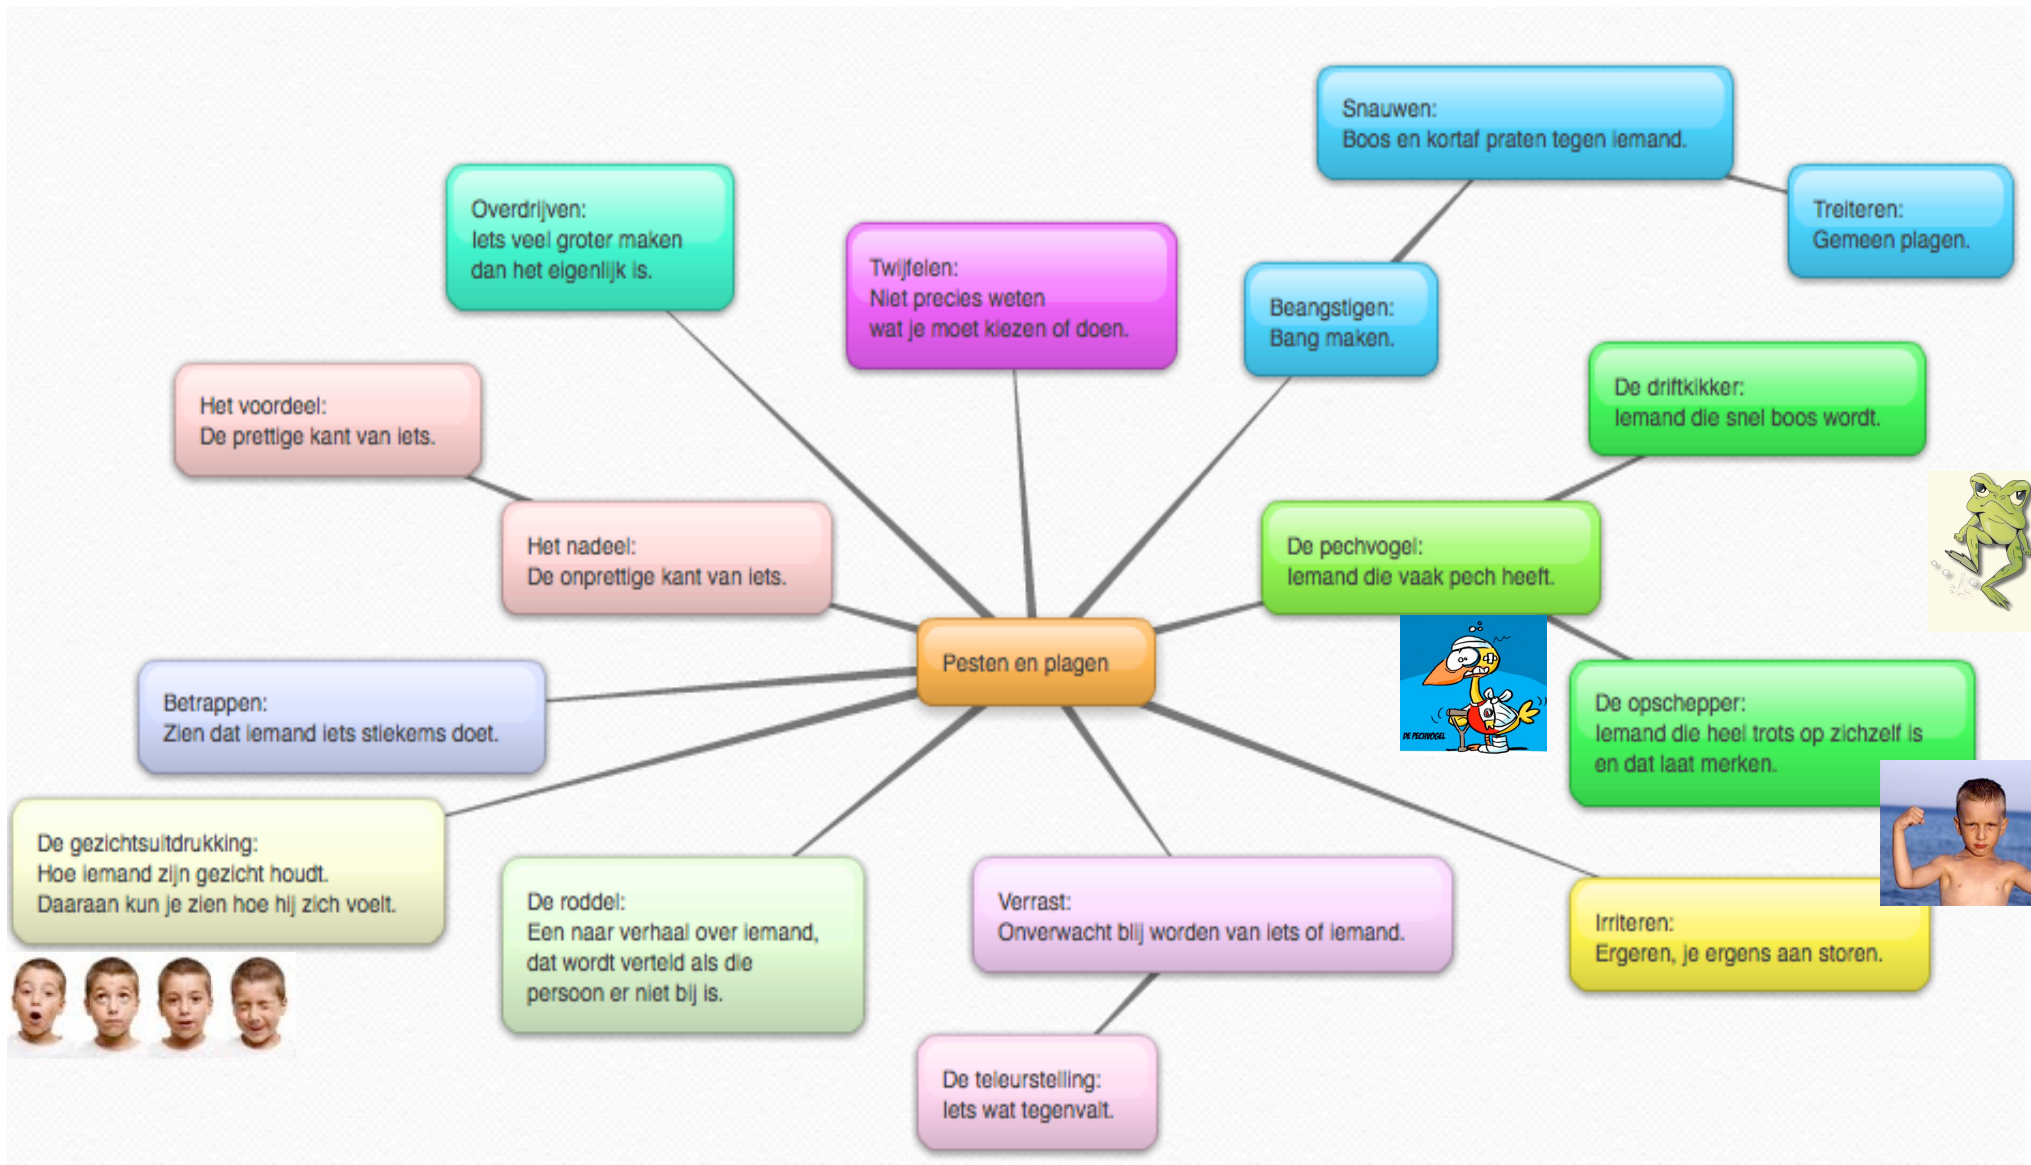 Snauwen:
Boos en kortaf praten tegen iemand.
Treiteren:
Gemeen plagen.
Overdrijven:
Iets veel groter maken
dan het eigenlijk is.
Twijfelen:
Niet precies weten
wat je moet kiezen of doen.
Beangstigen:
Bang maken.
De driftkikker:
Iemand die snel boos wordt.
Het voordeel:
De prettige kant van iets.
Het nadeel:
De onprettige kant van iets.
De pechvogel:
Iemand die vaak pech heeft.
Pesten en plagen
DE PECHVOGEL
Betrappen:
Zien dat iemand iets stiekems doet.
De opschepper:
Iemand die heel trots op zichzelf is
en dat laat merken.
De gezichtsuitdrukking:
Hoe iemand zijn gezicht houdt.
Daaraan kun je zien hoe hij zich voelt.
De roddel:
Een naar verhaal over iemand,
dat wordt verteld als die
persoon er niet bij is.
Verrast:
Onverwacht blij worden van iets of iemand.
Irriteren:
Ergeren, je ergens aan storen.
De teleurstelling:
Iets wat tegenvalt.